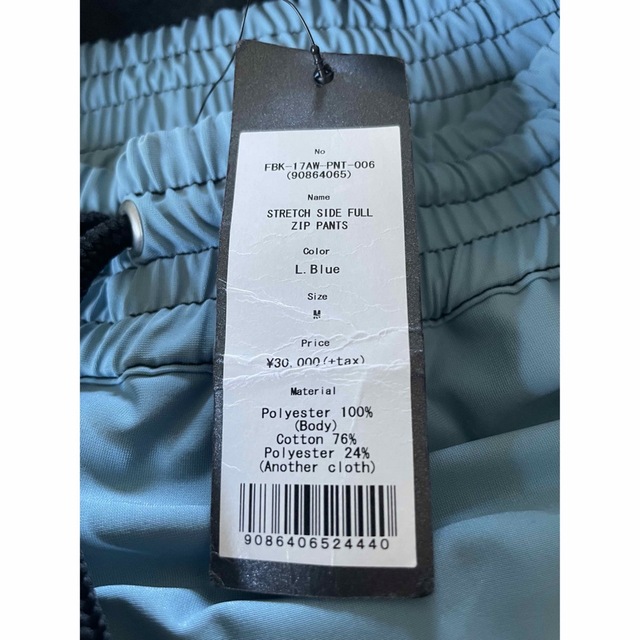 No
FBK-17AW-PNT-006
(90864065)
Name
STRETCH SIDE FULL
ZIP PANTS
Color
L.Blue
Size
M
Price
¥30,000(+tax)
Material
Polyester 100%
(Body)
Cotton 76%
Polyester 24%
(Another cloth)
9086406524440